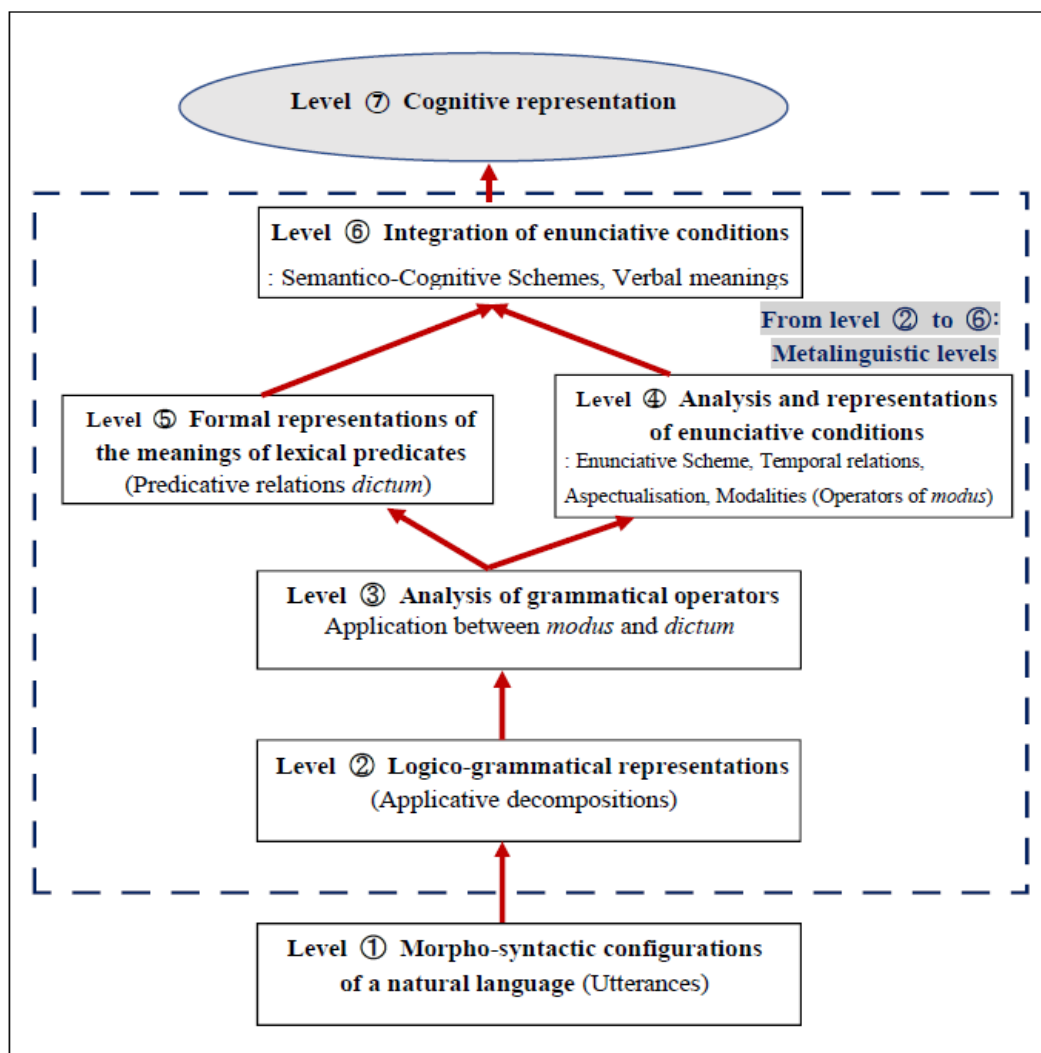 Level ⑦ Cognitive representation
Level ⑥ Integration of enunciative conditions
: Semantico-Cognitive Schemes, Verbal meanings
From level ② to ⑥:
Metalinguistic levels
Level ⑤ Formal representations of
the meanings of lexical predicates
(Predicative relations dictum)
Level ④ Analysis and representations
of enunciative conditions
: Enunciative Scheme, Temporal relations,
Aspectualisation, Modalities (Operators of modus)
Level ③ Analysis of grammatical operators
Application between modus and dictum
Level ② Logico-grammatical representations
(Applicative decompositions)
Level ① Morpho-syntactic configurations
of a natural language (Utterances)